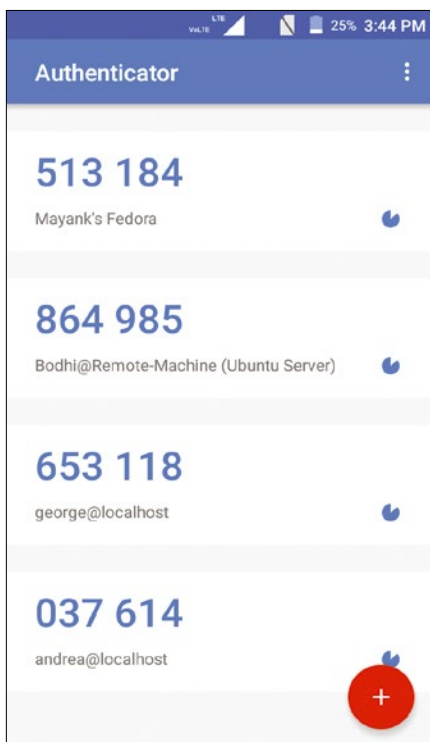 VoLTE LTE 25% 3:44 PM
Authenticator
513 184
Mayank's Fedora
864 985
Bodhi@Remote-Machine (Ubuntu Server)
653 118
george@localhost
037 614
andrea@localhost
+